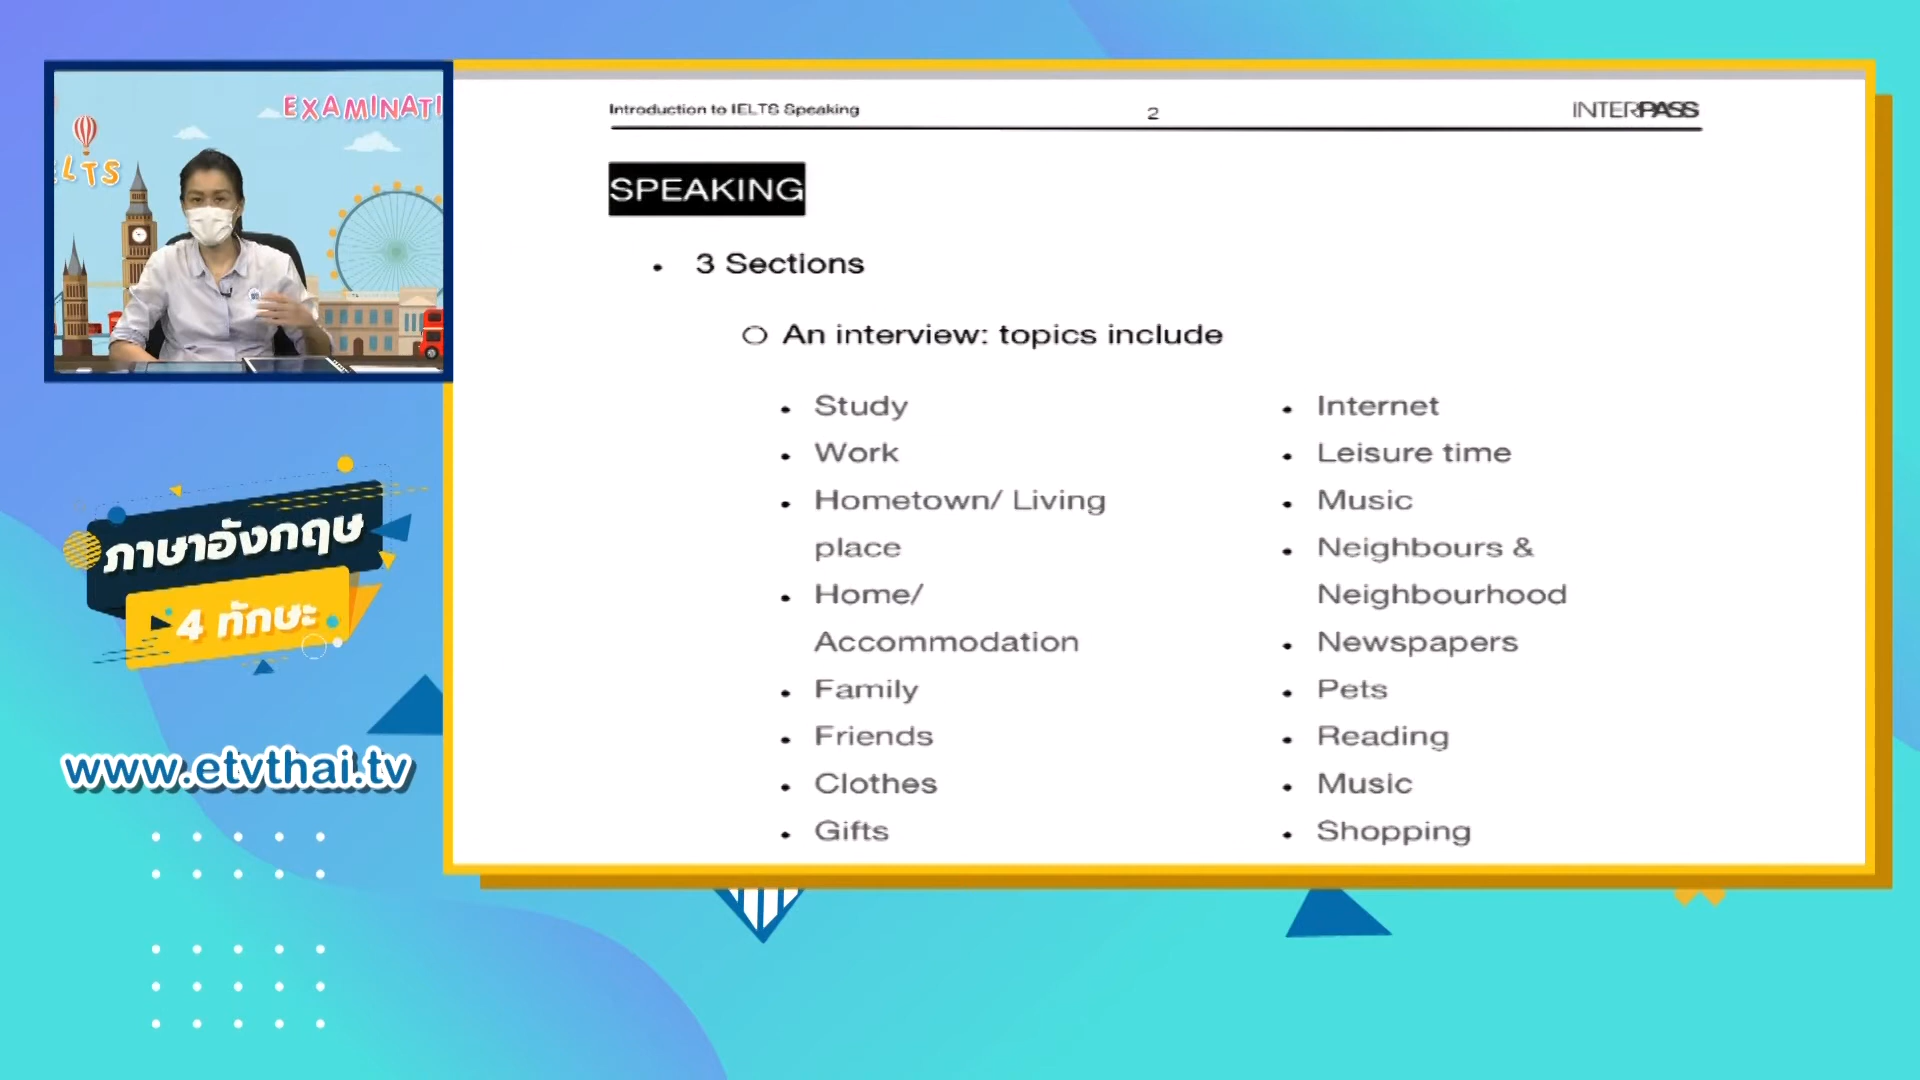 EXAMINATI
ELTS
Introduction to IELTS Speaking
2
INTERPASS
SPEAKING
• 3 Sections
○ An interview: topics include
• Study
• Work
• Hometown/ Living
place
• Home/
Accommodation
• Family
• Friends
• Clothes
• Gifts
• Internet
• Leisure time
• Music
• Neighbours &
Neighbourhood
• Newspapers
• Pets
• Reading
• Music
• Shopping
ภาษาอังกฤษ
4 ทักษะ
www.etvthai.tv